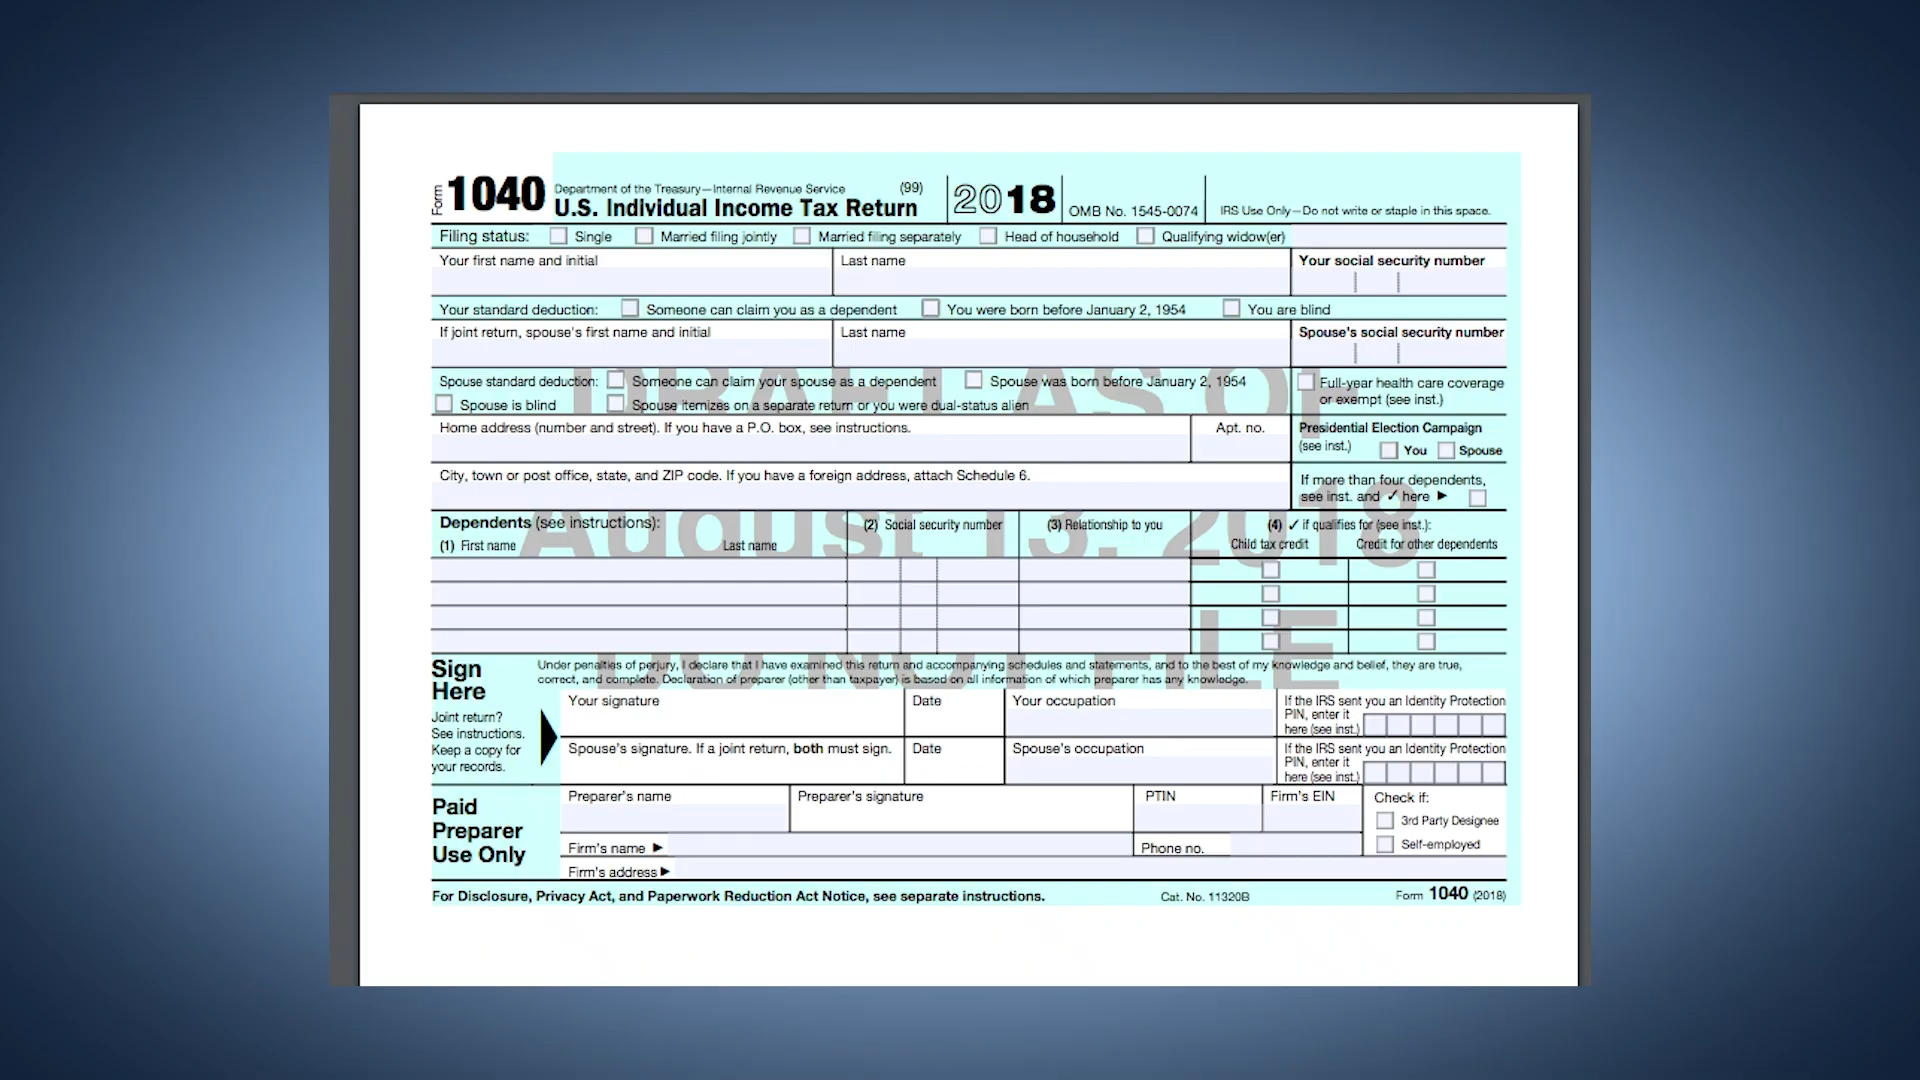 Form 1040 Department of the Treasury—Internal Revenue Service (99)
U.S. Individual Income Tax Return 2018 OMB No. 1545-0074 IRS Use Only—Do not write or staple in this space.
Filing status: Single Married filing jointly Married filing separately Head of household Qualifying widow(er)
Your first name and initial Last name Your social security number
Your standard deduction: Someone can claim you as a dependent You were born before January 2, 1954 You are blind
If joint return, spouse's first name and initial Last name Spouse's social security number
DRAFT AS OF
Spouse standard deduction: Someone can claim your spouse as a dependent Spouse was born before January 2, 1954 Full-year health care coverage
Spouse is blind Spouse itemizes on a separate return or you were dual-status alien or exempt (see inst.)
Home address (number and street). If you have a P.O. box, see instructions. Apt. no. Presidential Election Campaign
(see inst.) You Spouse
City, town or post office, state, and ZIP code. If you have a foreign address, attach Schedule 6. If more than four dependents,
see inst. and ✓ here ▶
August 13, 2018
Dependents (see instructions): (2) Social security number (3) Relationship to you (4) ✓ if qualifies for (see inst.):
(1) First name Last name Child tax credit Credit for other dependents
DO NOT FILE
Sign
Here
Under penalties of perjury, I declare that I have examined this return and accompanying schedules and statements, and to the best of my knowledge and belief, they are true,
correct, and complete. Declaration of preparer (other than taxpayer) is based on all information of which preparer has any knowledge.
Joint return?
See instructions.
Keep a copy for
your records.
Your signature Date Your occupation If the IRS sent you an Identity Protection
PIN, enter it
here (see inst.)
Spouse's signature. If a joint return, both must sign. Date Spouse's occupation If the IRS sent you an Identity Protection
PIN, enter it
here (see inst.)
Paid
Preparer
Use Only
Preparer's name Preparer's signature PTIN Firm's EIN Check if:
3rd Party Designee
Firm's name ▶ Phone no. Self-employed
Firm's address ▶
For Disclosure, Privacy Act, and Paperwork Reduction Act Notice, see separate instructions. Cat. No. 11320B Form 1040 (2018)